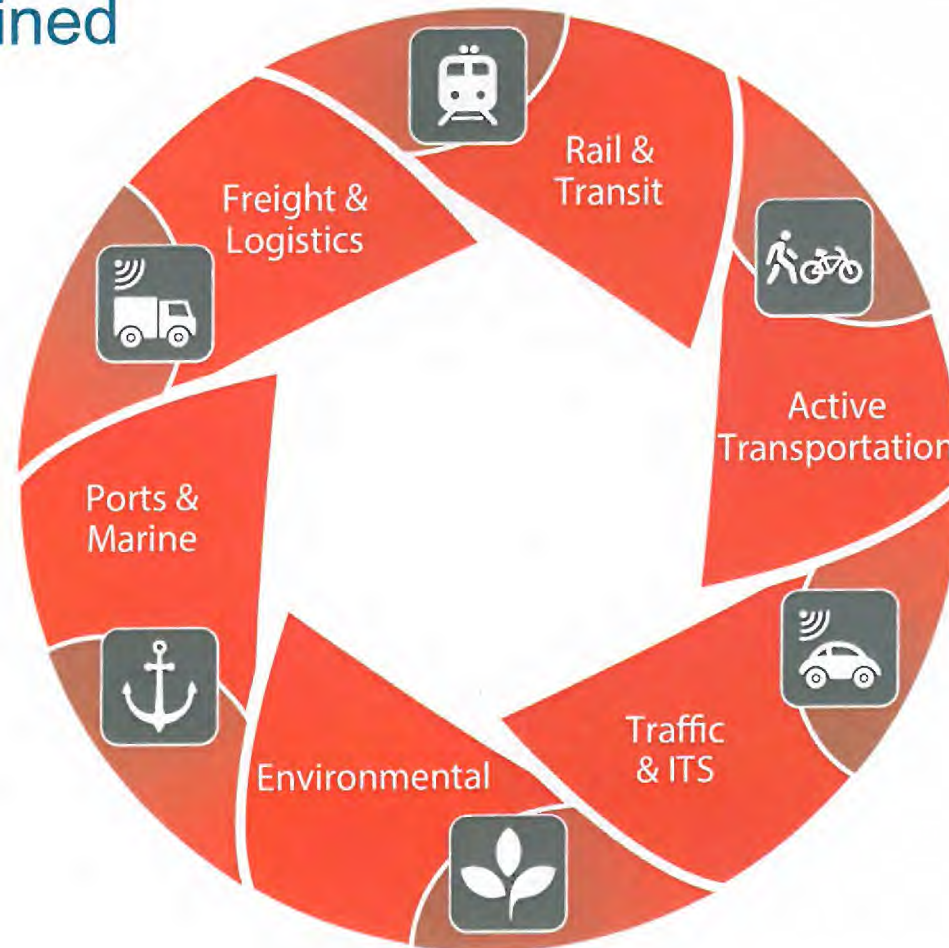 ined
Rail &
Transit
Freight &
Logistics
Active
Transportation
Ports &
Marine
Traffic
& ITS
Environmental